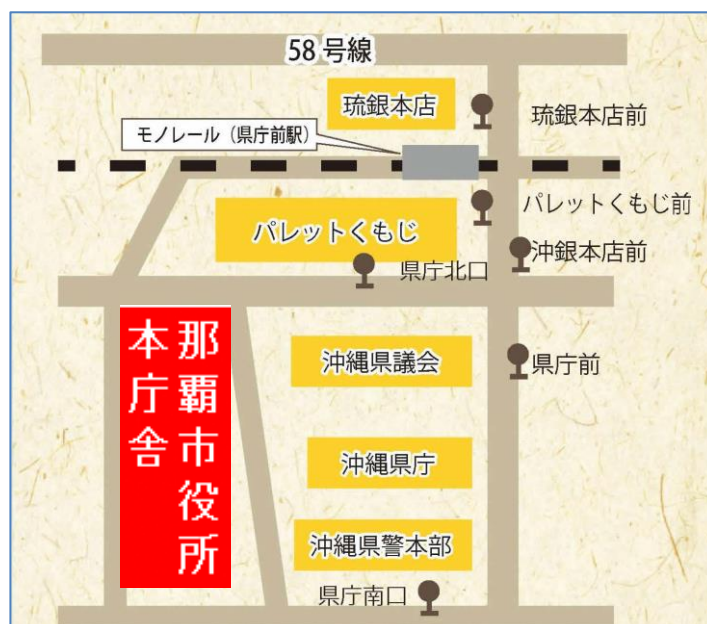 58号線
琉銀本店
琉銀本店前
モノレール（県庁前駅）
パレットくもじ前
パレットくもじ
沖銀本店前
県庁北口
那覇市役所
本庁舎
沖縄県議会
県庁前
沖縄県庁
沖縄県警本部
県庁南口